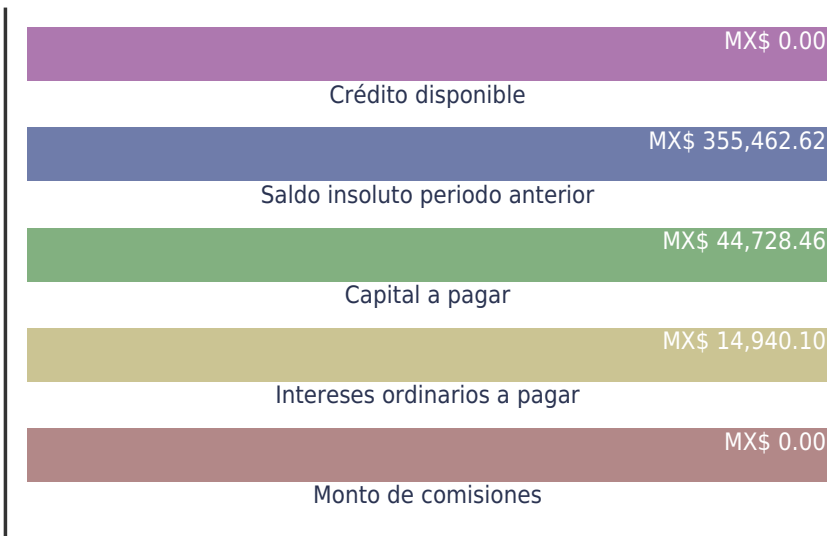 MX$ 0.00
Crédito disponible
MX$ 355,462.62
Saldo insoluto periodo anterior
MX$ 44,728.46
Capital a pagar
MX$ 14,940.10
Intereses ordinarios a pagar
MX$ 0.00
Monto de comisiones